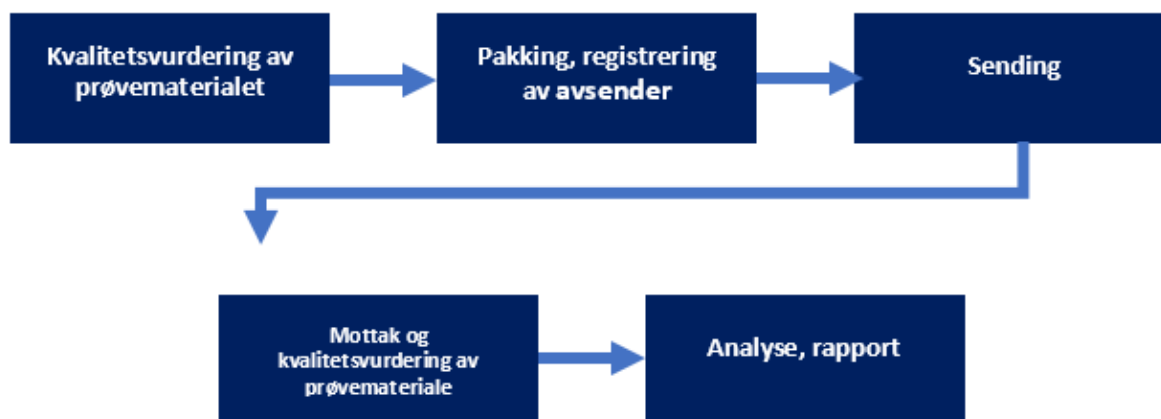 Kvalitetsvurdering av
prøvematerialet
Pakking, registrering
av avsender
Sending
Mottak og
kvalitetsvurdering av
prøvemateriale
Analyse, rapport